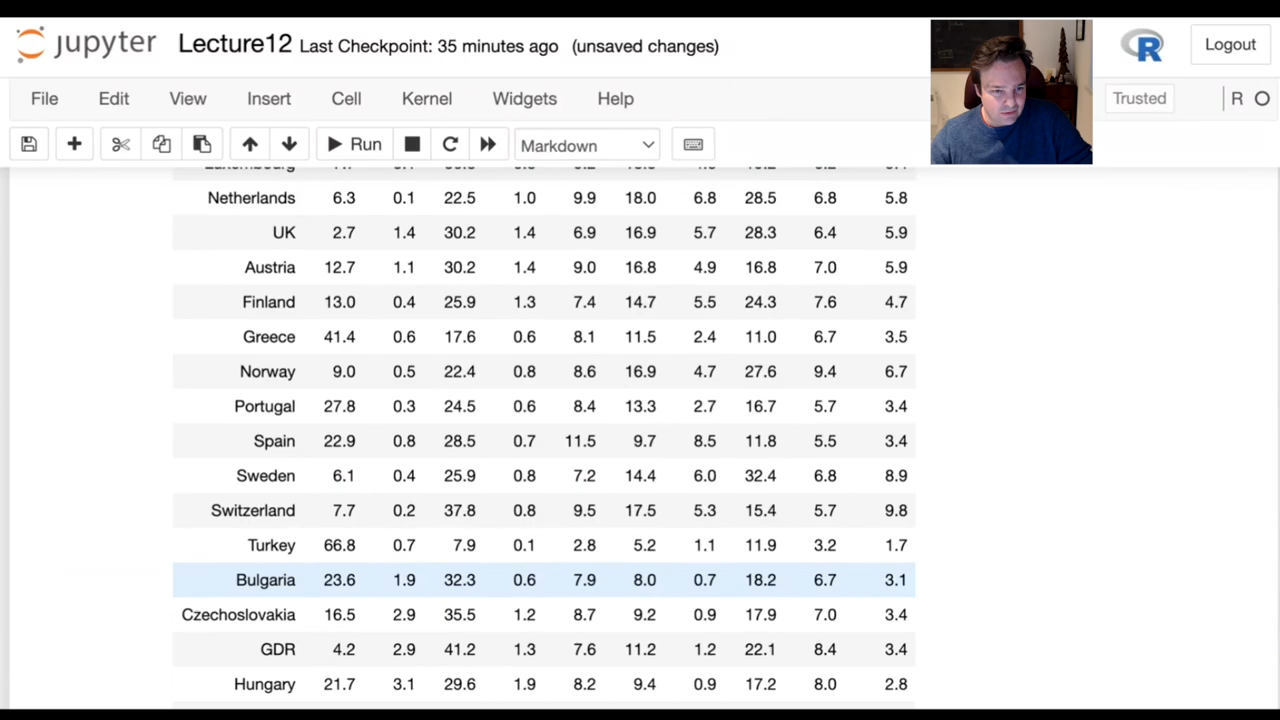 jupyter Lecture12 Last Checkpoint: 35 minutes ago (unsaved changes) R Logout
File Edit View Insert Cell Kernel Widgets Help Trusted R
Run Markdown
Netherlands 6.3 0.1 22.5 1.0 9.9 18.0 6.8 28.5 6.8 5.8
UK 2.7 1.4 30.2 1.4 6.9 16.9 5.7 28.3 6.4 5.9
Austria 12.7 1.1 30.2 1.4 9.0 16.8 4.9 16.8 7.0 5.9
Finland 13.0 0.4 25.9 1.3 7.4 14.7 5.5 24.3 7.6 4.7
Greece 41.4 0.6 17.6 0.6 8.1 11.5 2.4 11.0 6.7 3.5
Norway 9.0 0.5 22.4 0.8 8.6 16.9 4.7 27.6 9.4 6.7
Portugal 27.8 0.3 24.5 0.6 8.4 13.3 2.7 16.7 5.7 3.4
Spain 22.9 0.8 28.5 0.7 11.5 9.7 8.5 11.8 5.5 3.4
Sweden 6.1 0.4 25.9 0.8 7.2 14.4 6.0 32.4 6.8 8.9
Switzerland 7.7 0.2 37.8 0.8 9.5 17.5 5.3 15.4 5.7 9.8
Turkey 66.8 0.7 7.9 0.1 2.8 5.2 1.1 11.9 3.2 1.7
Bulgaria 23.6 1.9 32.3 0.6 7.9 8.0 0.7 18.2 6.7 3.1
Czechoslovakia 16.5 2.9 35.5 1.2 8.7 9.2 0.9 17.9 7.0 3.4
GDR 4.2 2.9 41.2 1.3 7.6 11.2 1.2 22.1 8.4 3.4
Hungary 21.7 3.1 29.6 1.9 8.2 9.4 0.9 17.2 8.0 2.8